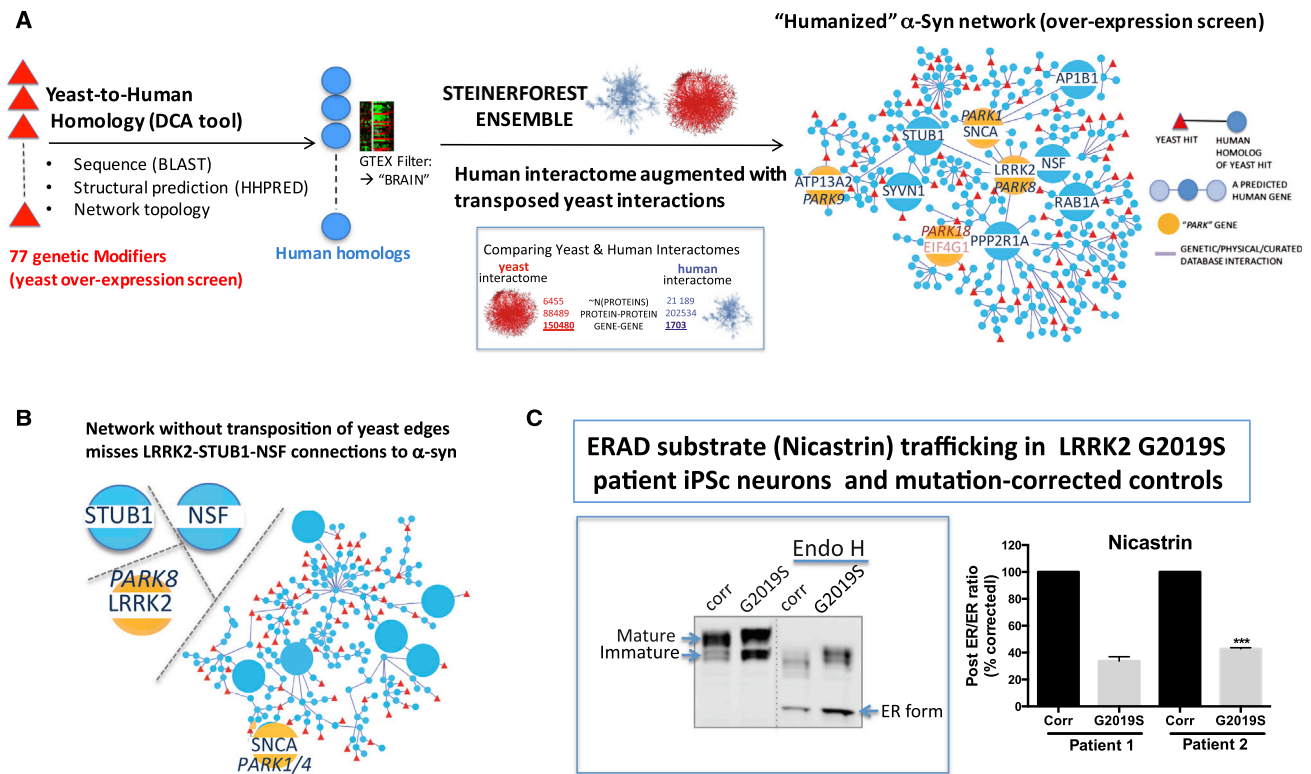 A
"Humanized" α-Syn network (over-expression screen)
Yeast-to-Human
Homology (DCA tool)
• Sequence (BLAST)
• Structural prediction (HHPRED)
• Network topology
77 genetic Modifiers
(yeast over-expression screen)
Human homologs
GTEX Filter:
→ "BRAIN"
STEINERFOREST
ENSEMBLE
Human interactome augmented with
transposed yeast interactions
Comparing Yeast & Human Interactomes
yeast
interactome
human
interactome
6455 ~N(PROTEINS) 21 189
88489 PROTEIN-PROTEIN 202534
150480 GENE-GENE 1703
AP1B1
PARK1
SNCA
STUB1
NSF
LRRK2
PARK8
ATP13A2
PARK9
SYVN1
RAB1A
PARK18
EIF4G1
PPP2R1A
YEAST HIT
HUMAN
HOMOLOG
OF YEAST HIT
A PREDICTED
HUMAN GENE
"PARK" GENE
GENETIC/PHYSICAL/CURATED
DATABASE INTERACTION
B
Network without transposition of yeast edges
misses LRRK2-STUB1-NSF connections to α-syn
STUB1
NSF
PARK8
LRRK2
SNCA
PARK1/4
C
ERAD substrate (Nicastrin) trafficking in LRRK2 G2019S
patient iPSc neurons and mutation-corrected controls
Endo H
corr G2019S corr G2019S
Mature
Immature
ER form
Nicastrin
Post ER/ER ratio
(% correctedl)
120
100
80
60
40
20
0
***
Corr G2019S Corr G2019S
Patient 1 Patient 2